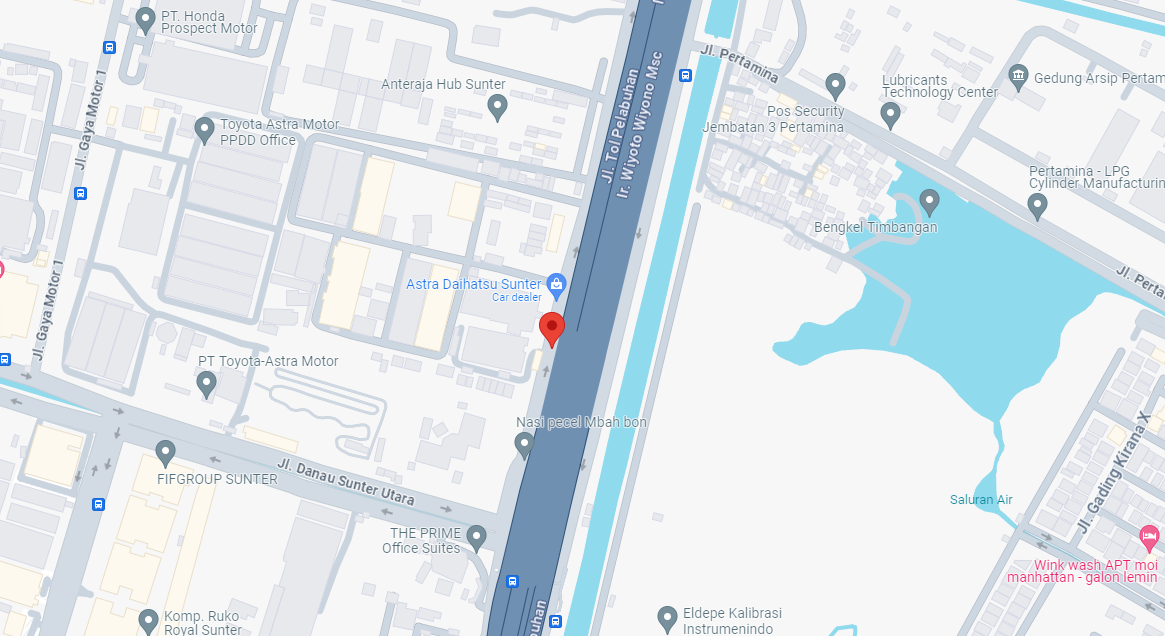 PT. Honda
Prospect Motor
Jl. Gaya Motor 1
Anteraja Hub Sunter
Toyota Astra Motor
PPDD Office
Jl. Tol Pelabuhan
Ir. Wiyoto Wiyono Msc
Jl. Pertamina
Lubricants
Technology Center
Gedung Arsip Pertam
Pos Security
Jembatan 3 Pertamina
Pertamina - LPG
Cylinder Manufacturin
Bengkel Timbangan
Jl. Perta
Astra Daihatsu Sunter
Car dealer
Jl. Gaya Motor 1
PT Toyota-Astra Motor
Nasi pecel Mbah bon
FIFGROUP SUNTER
Jl. Danau Sunter Utara
Jl. Gading Kirana X
Saluran Air
THE PRIME
Office Suites
Wink wash APT moi
manhattan - galon lemin
Komp. Ruko
Royal Sunter
buhan
Eldepe Kalibrasi
Instrumenindo